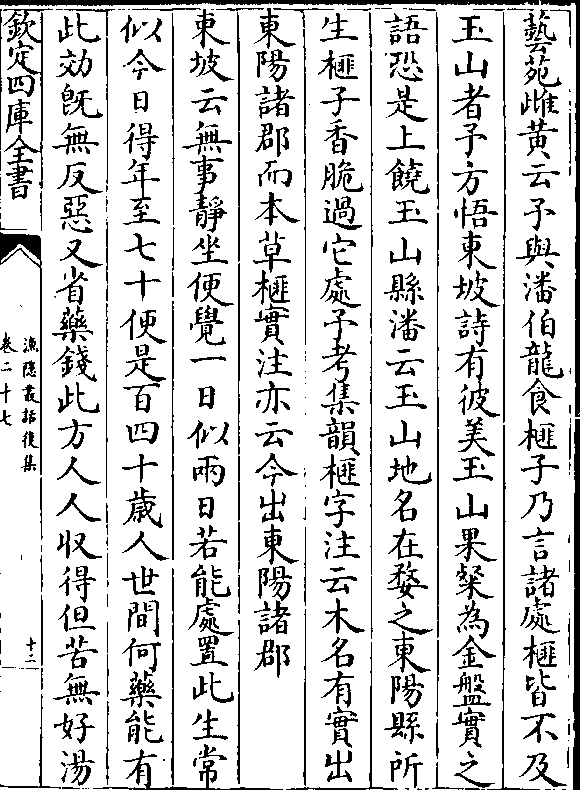 藝苑雌黃云予與潘伯龍食榧子乃言諸處榧皆不及
玉山者予方悟東坡詩有彼美玉山果粲為金盤實之
語恐是上饒玉山縣潘云玉山地名在婺之東陽縣所
生榧子香脆過它處予考集韻榧字注云木名有實出
東陽諸郡而本草榧實注亦云今出東陽諸郡
東坡云無事靜坐便覺一日似兩日若能處置此生常
似今日得年至七十便是百四十歲人世間何藥能有
此効旣無反惡又省藥錢此方人人収得但苦無好湯
欽定四庫全書
漁隱叢話後集
卷二十七
十二